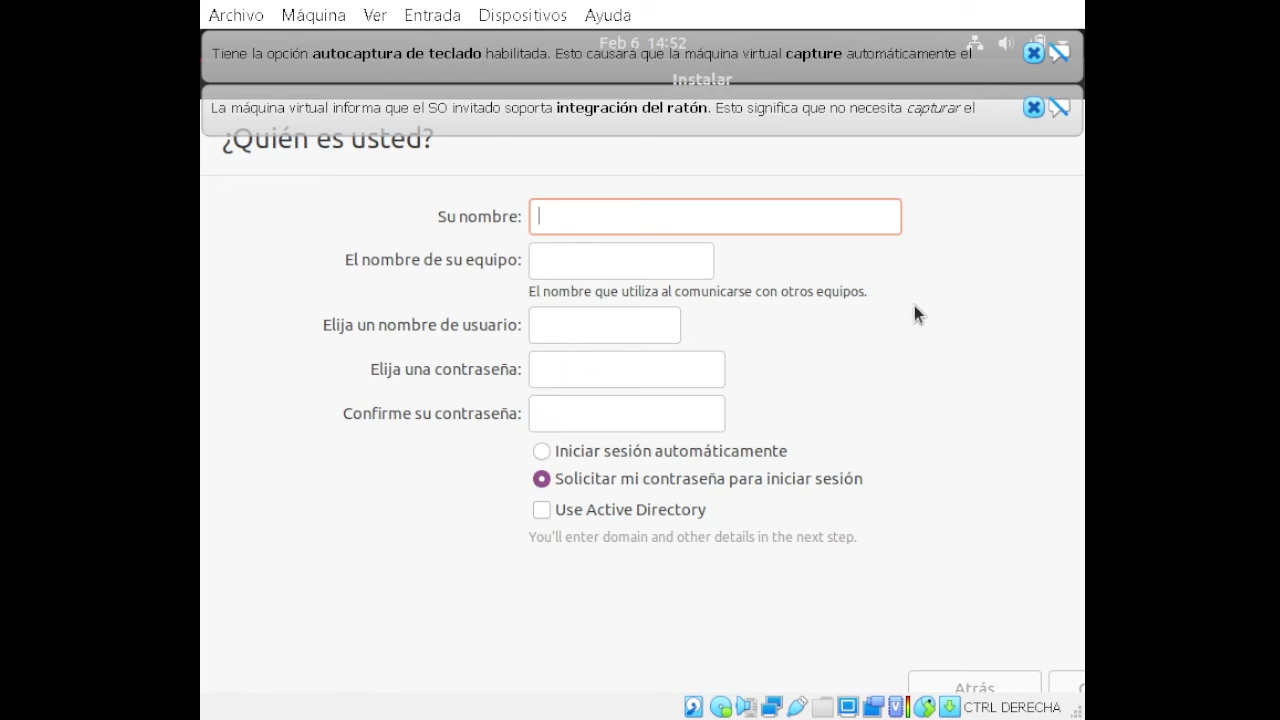 Archivo Máquina Ver Entrada Dispositivos Ayuda
Feb 6 14:52
Tiene la opción autocaptura de teclado habilitada. Esto causará que la máquina virtual capture automáticamente el
Instalar
La máquina virtual informa que el SO invitado soporta integración del ratón. Esto significa que no necesita capturar el
¿Quién es usted?
Su nombre:
El nombre de su equipo:
El nombre que utiliza al comunicarse con otros equipos.
Elija un nombre de usuario:
Elija una contraseña:
Confirme su contraseña:
Iniciar sesión automáticamente
Solicitar mi contraseña para iniciar sesión
Use Active Directory
You'll enter domain and other details in the next step.
Atrás
CTRL DERECHA